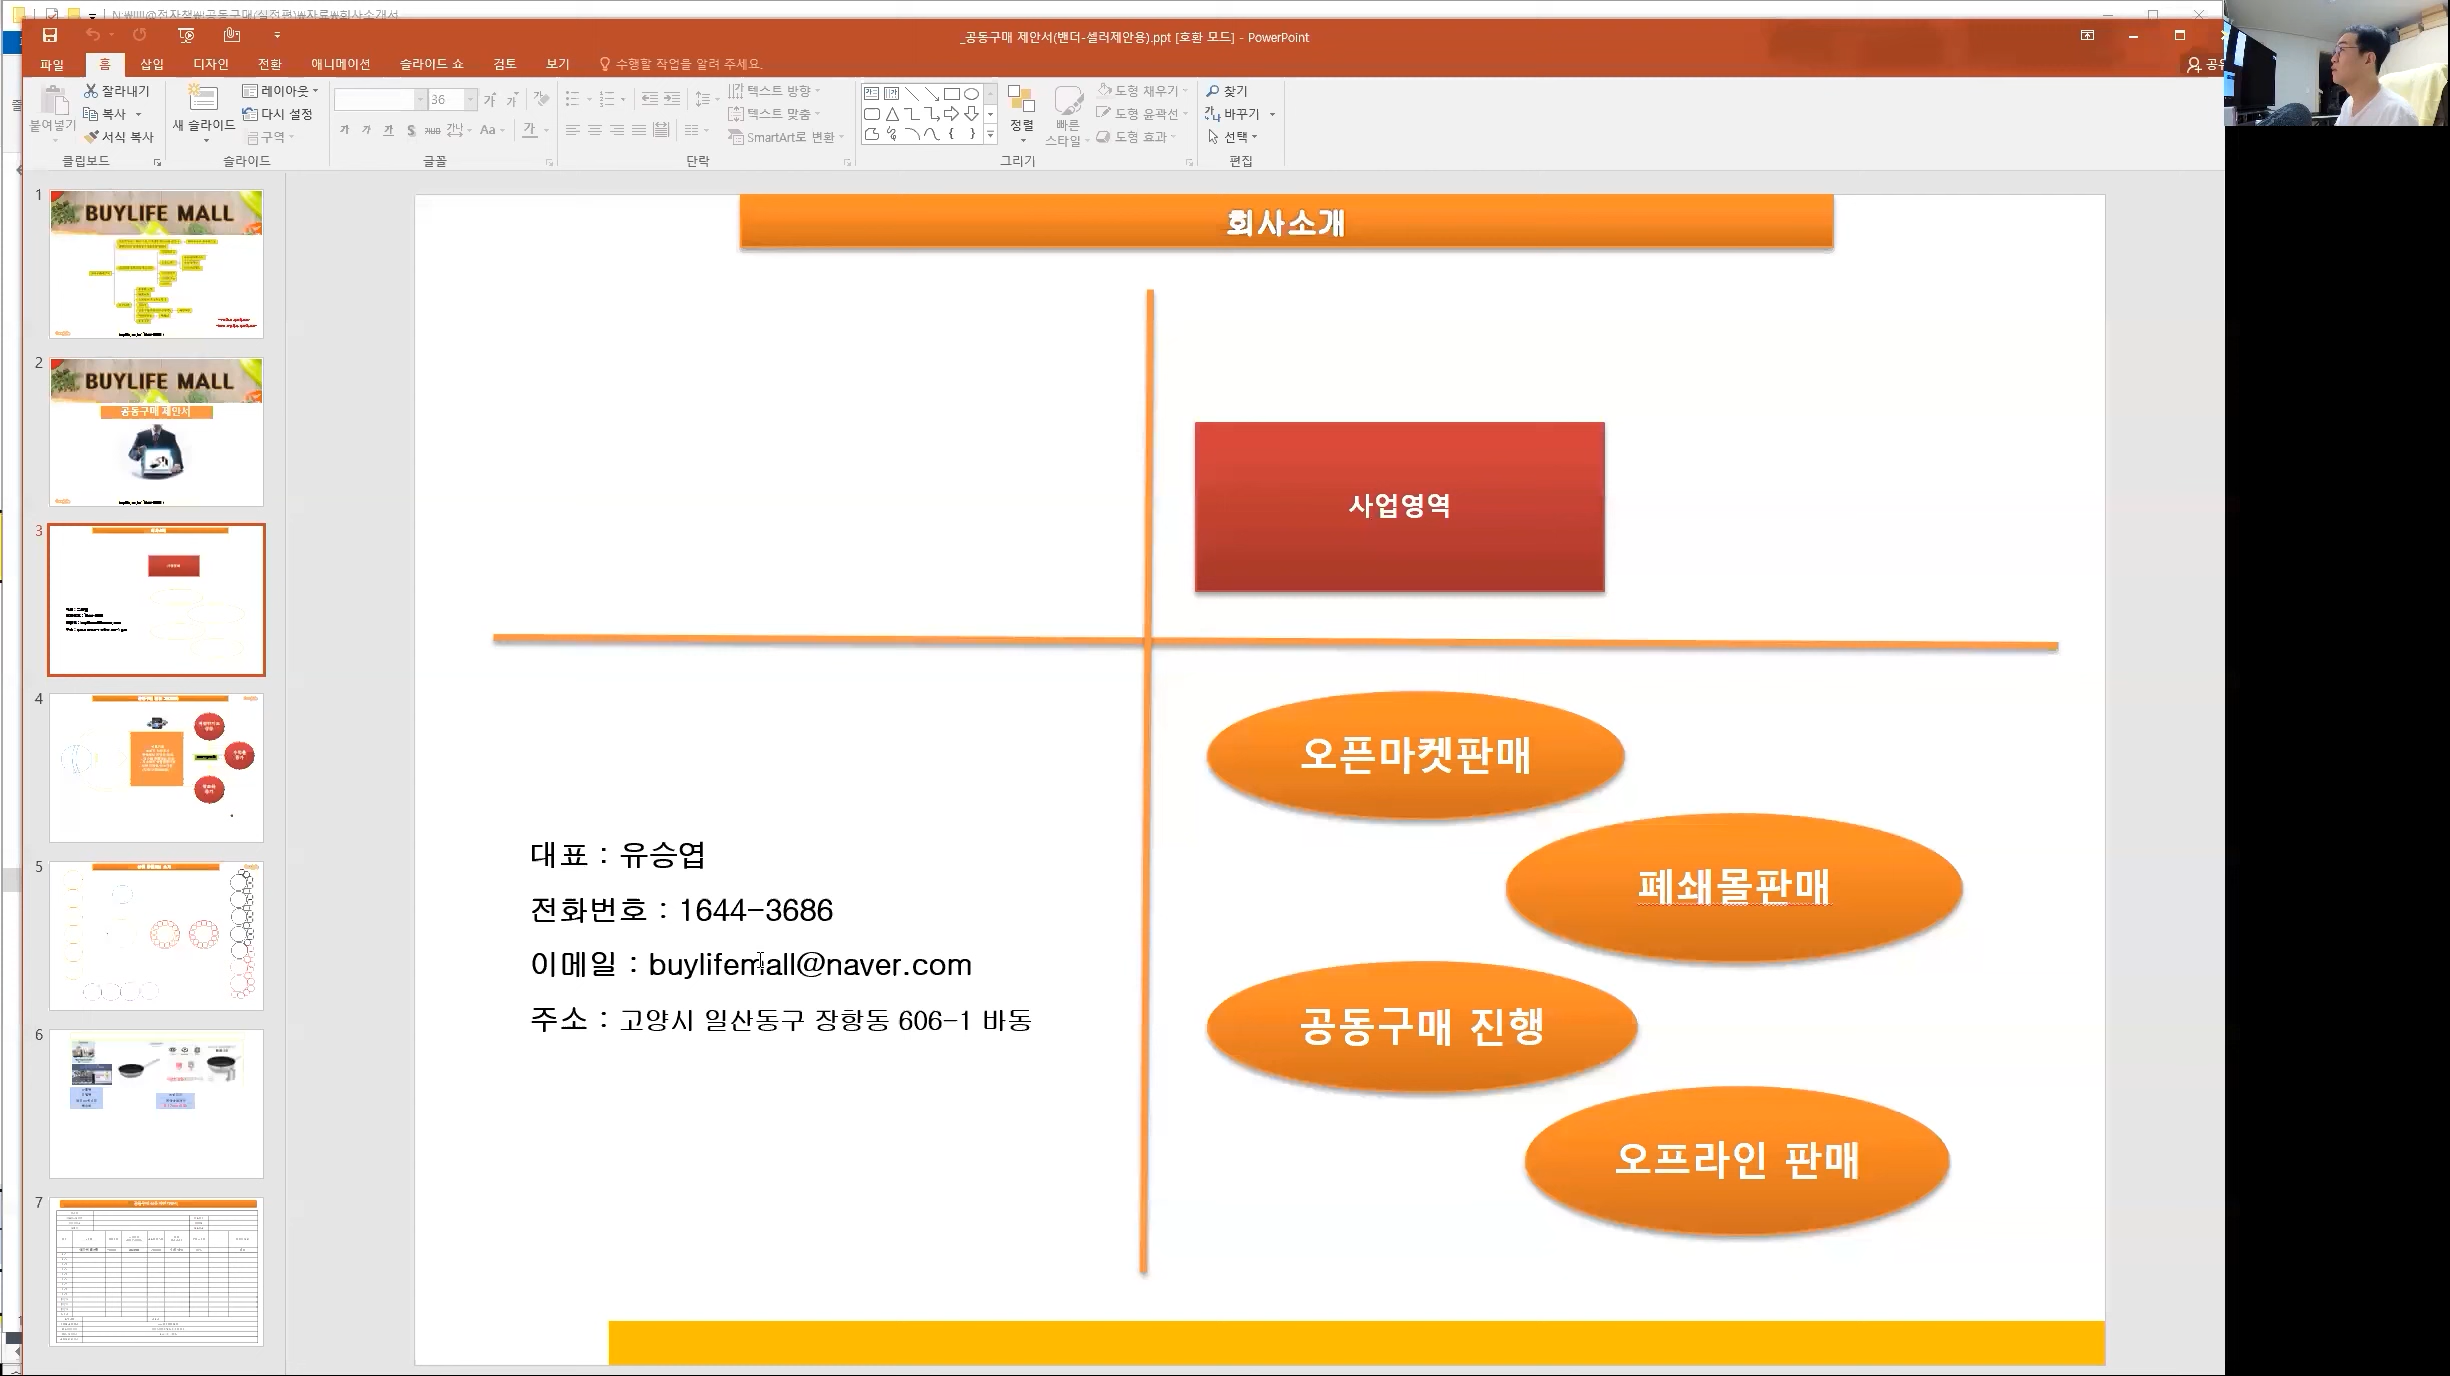 _공동구매 제안서(밴더-셀러제안용).ppt [호환 모드] - PowerPoint
파일 홈 삽입 디자인 전환 애니메이션 슬라이드 쇼 검토 보기 수행할 작업을 알려 주세요.
붙여넣기
잘라내기
복사
서식 복사
클립보드
새 슬라이드
레이아웃
다시 설정
구역
슬라이드
36
글꼴
텍스트 방향
텍스트 맞춤
SmartArt로 변환
단락
정렬
빠른
스타일
도형 채우기
도형 윤곽선
도형 효과
그리기
찾기
바꾸기
선택
편집
1
BUYLIFE MALL
2
BUYLIFE MALL
공동구매 제안서
3
4
5
6
7
회사소개
사업영역
오픈마켓판매
폐쇄몰판매
공동구매 진행
오프라인 판매
대표 : 유승엽
전화번호 : 1644-3686
이메일 : buylifemall@naver.com
주소 : 고양시 일산동구 장항동 606-1 바동